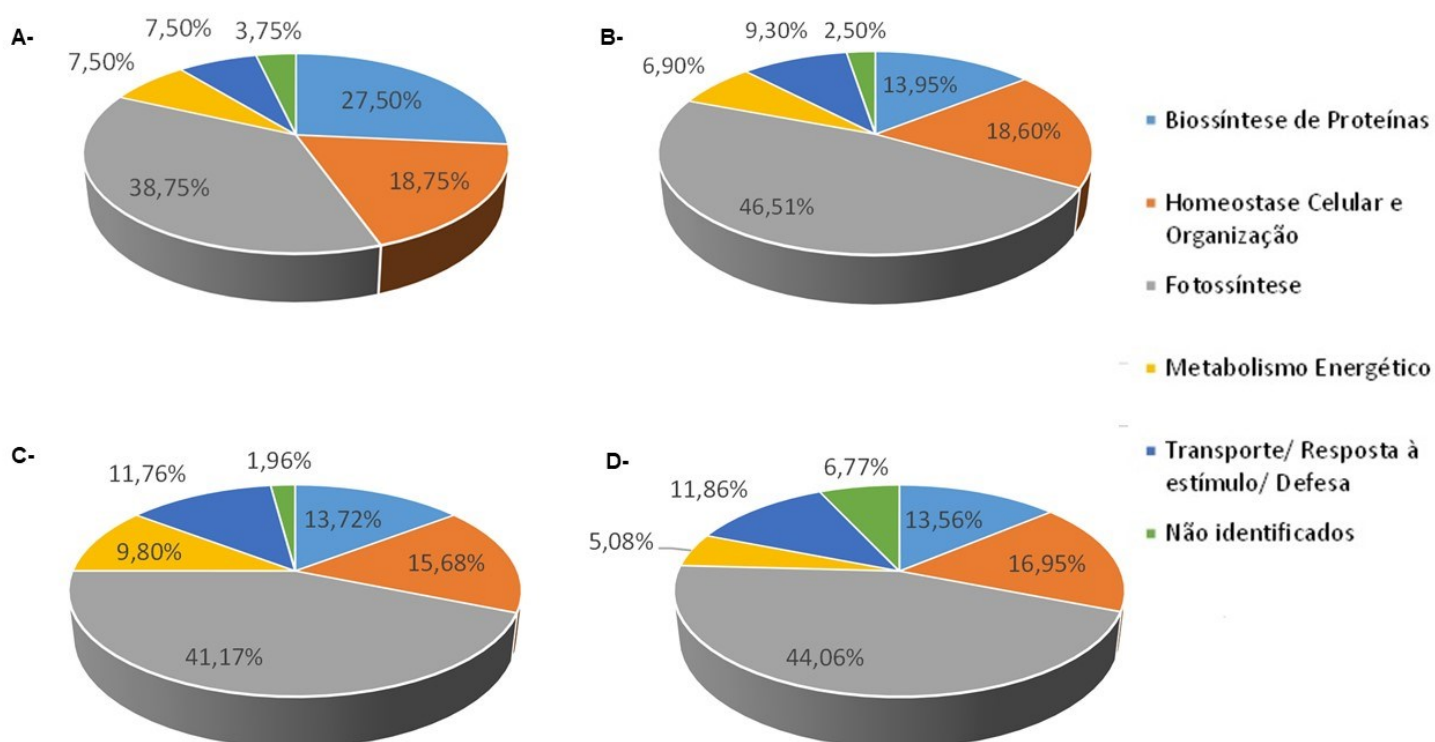 A-
7,50%
3,75%
7,50%
27,50%
18,75%
38,75%
B-
9,30%
2,50%
6,90%
13,95%
18,60%
46,51%
C-
11,76%
1,96%
9,80%
13,72%
15,68%
41,17%
D-
11,86%
6,77%
5,08%
13,56%
16,95%
44,06%
Biossíntese de Proteínas
Homeostase Celular e
Organização
Fotossíntese
Metabolismo Energético
Transporte/ Resposta à
estímulo/ Defesa
Não identificados